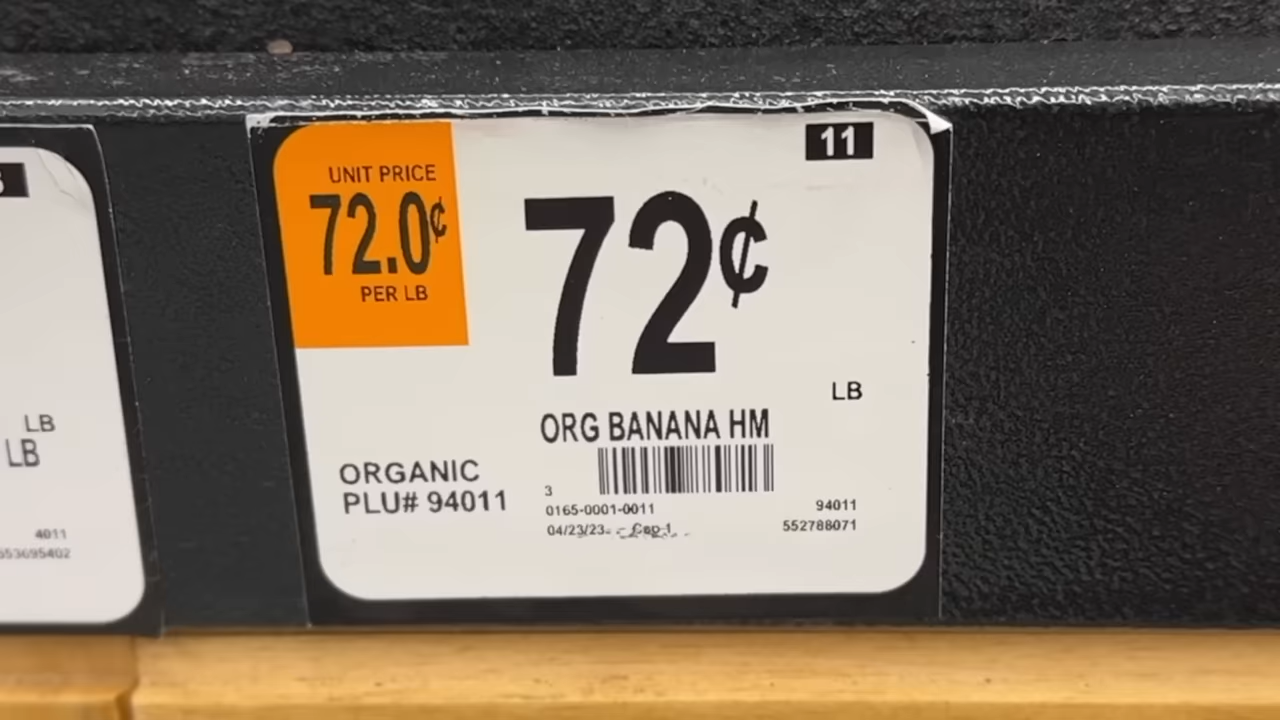 LB
LB
4011
553695402
11
UNIT PRICE
72.0¢
PER LB
72¢
LB
ORG BANANA HM
ORGANIC
PLU# 94011
3
0165-0001-0011
94011
04/23/23
552788071